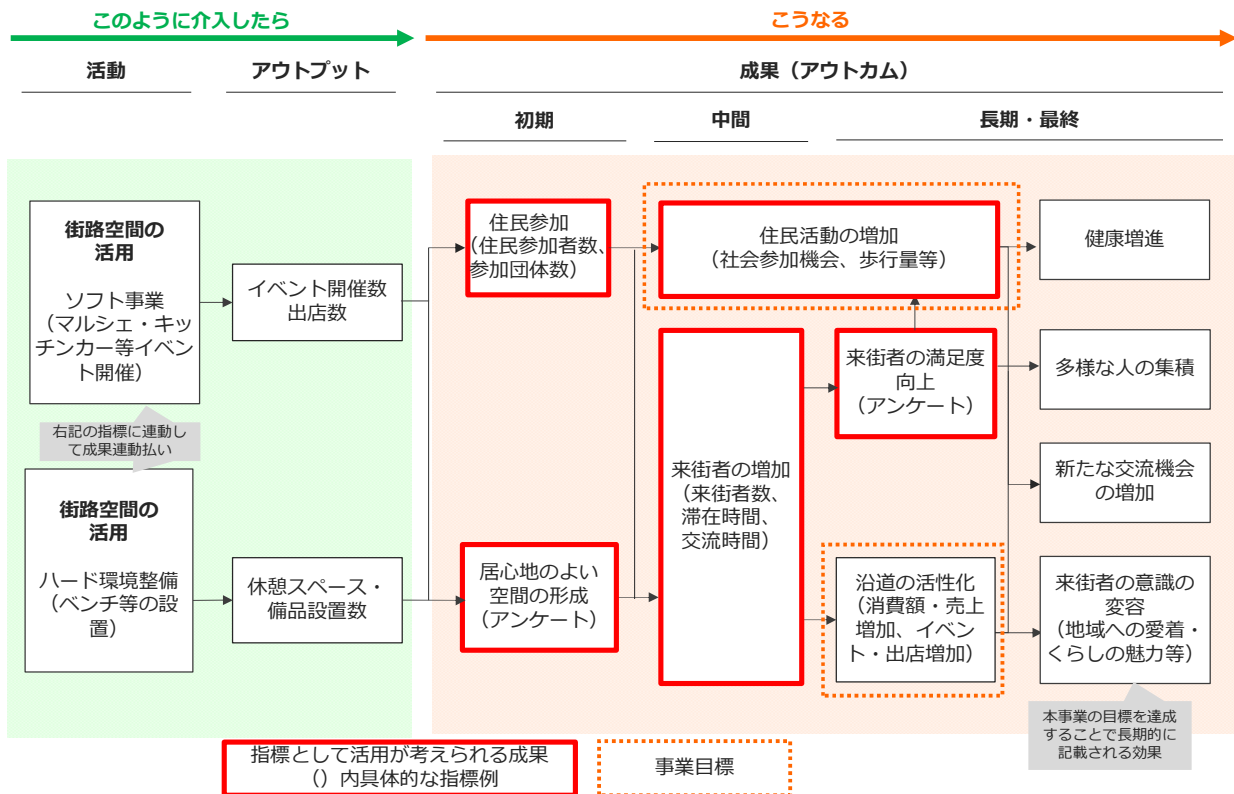 このように介入したら
こうなる
活動
アウトプット
成果（アウトカム）
初期
中間
長期・最終
街路空間の
活用
ソフト事業
（マルシェ・キッ
チンカー等イベン
ト開催）
右記の指標に連動し
て成果連動払い
街路空間の
活用
ハード環境整備
（ベンチ等の設
置）
イベント開催数
出店数
休憩スペース・
備品設置数
住民参加
（住民参加者数、
参加団体数）
居心地のよい
空間の形成
（アンケート）
住民活動の増加
（社会参加機会、歩行量等）
来街者の増加
（来街者数、
滞在時間、
交流時間）
来街者の満足度
向上
（アンケート）
沿道の活性化
（消費額・売上
増加、イベン
ト・出店増加）
健康増進
多様な人の集積
新たな交流機会
の増加
来街者の意識の
変容
（地域への愛着・
くらしの魅力等）
本事業の目標を達成
することで長期的に
記載される効果
指標として活用が考えられる成果
（）内具体的な指標例
事業目標